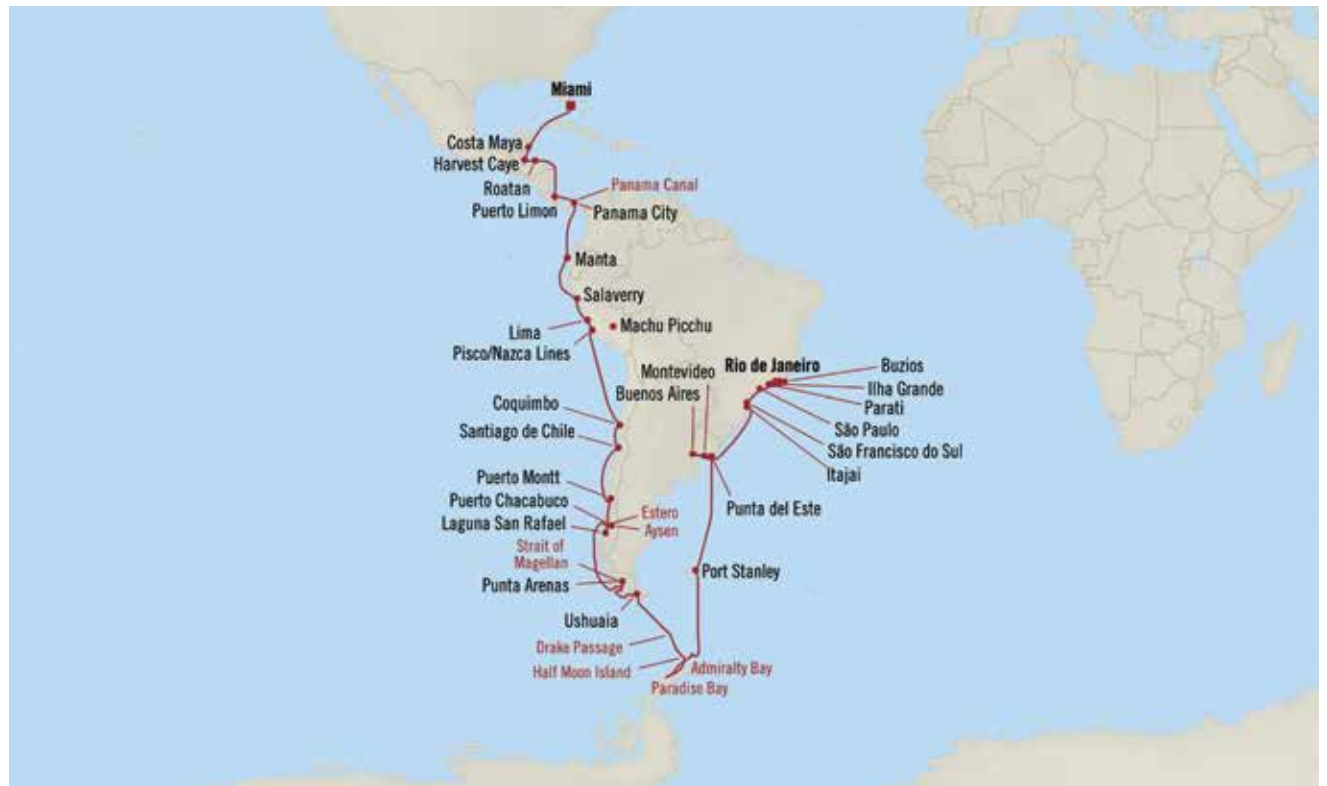 Miami
Costa Maya
Harvest Caye
Roatan
Panama Canal
Puerto Limon
Panama City
Manta
Salaverry
Lima
Machu Picchu
Pisco/Nazca Lines
Rio de Janeiro
Buzios
Montevideo
Ilha Grande
Buenos Aires
Parati
Coquimbo
São Paulo
Santiago de Chile
São Francisco do Sul
Itajai
Puerto Montt
Puerto Chacabuco
Punta del Este
Estero
Aysen
Laguna San Rafael
Strait of
Magellan
Port Stanley
Punta Arenas
Ushuaia
Drake Passage
Half Moon Island
Admiralty Bay
Paradise Bay